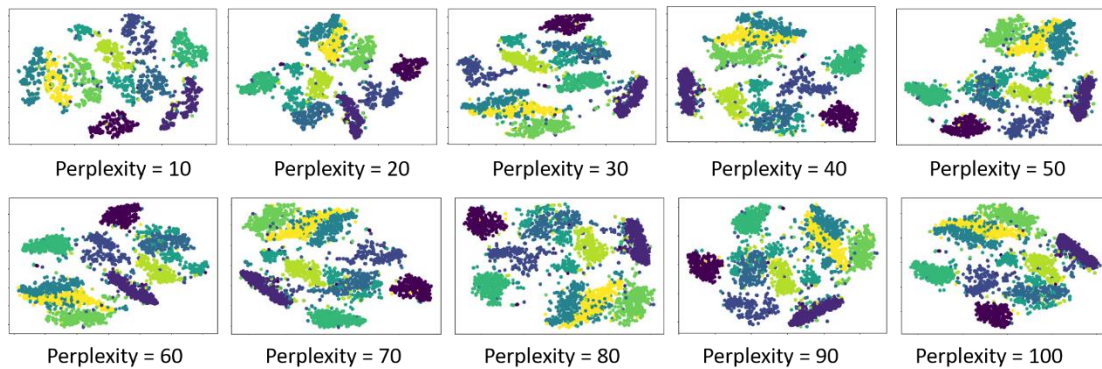 Perplexity = 10
Perplexity = 20
Perplexity = 30
Perplexity = 40
Perplexity = 50
Perplexity = 60
Perplexity = 70
Perplexity = 80
Perplexity = 90
Perplexity = 100